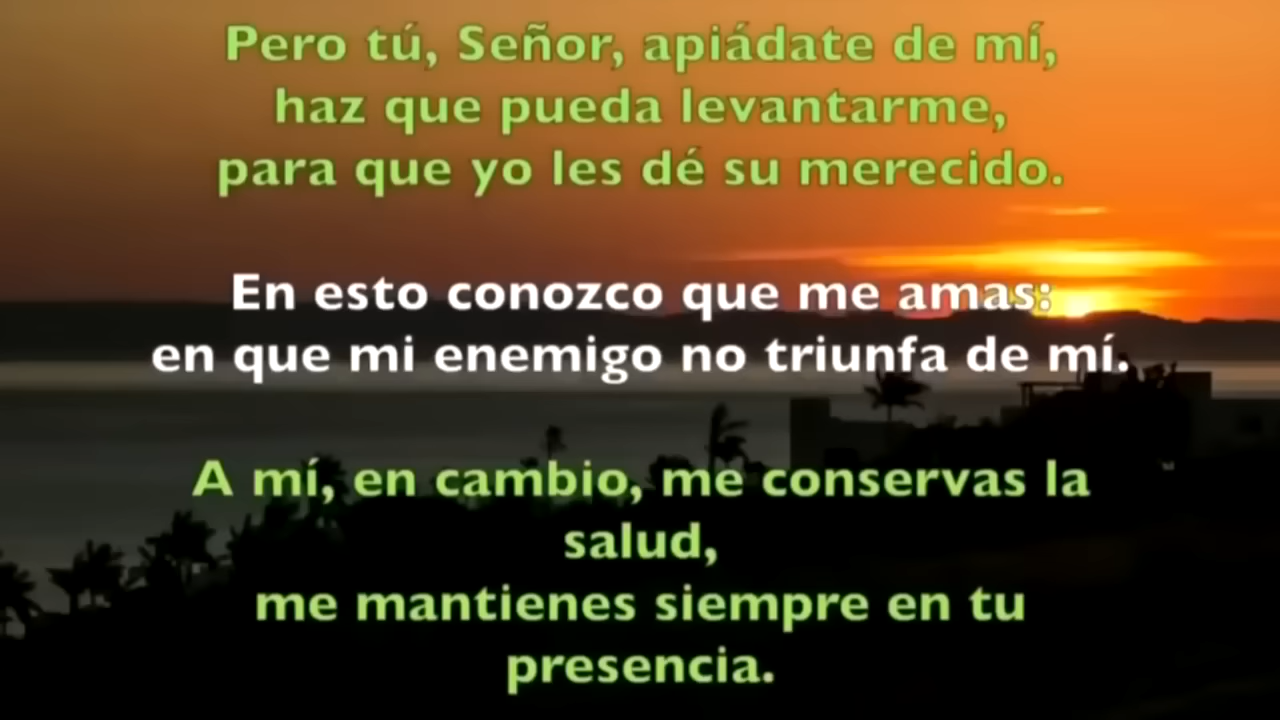 Pero tú, Señor, apiádate de mí,
haz que pueda levantarme,
para que yo les dé su merecido.
En esto conozco que me amas:
en que mi enemigo no triunfa de mí.
A mí, en cambio, me conservas la
salud,
me mantienes siempre en tu
presencia.